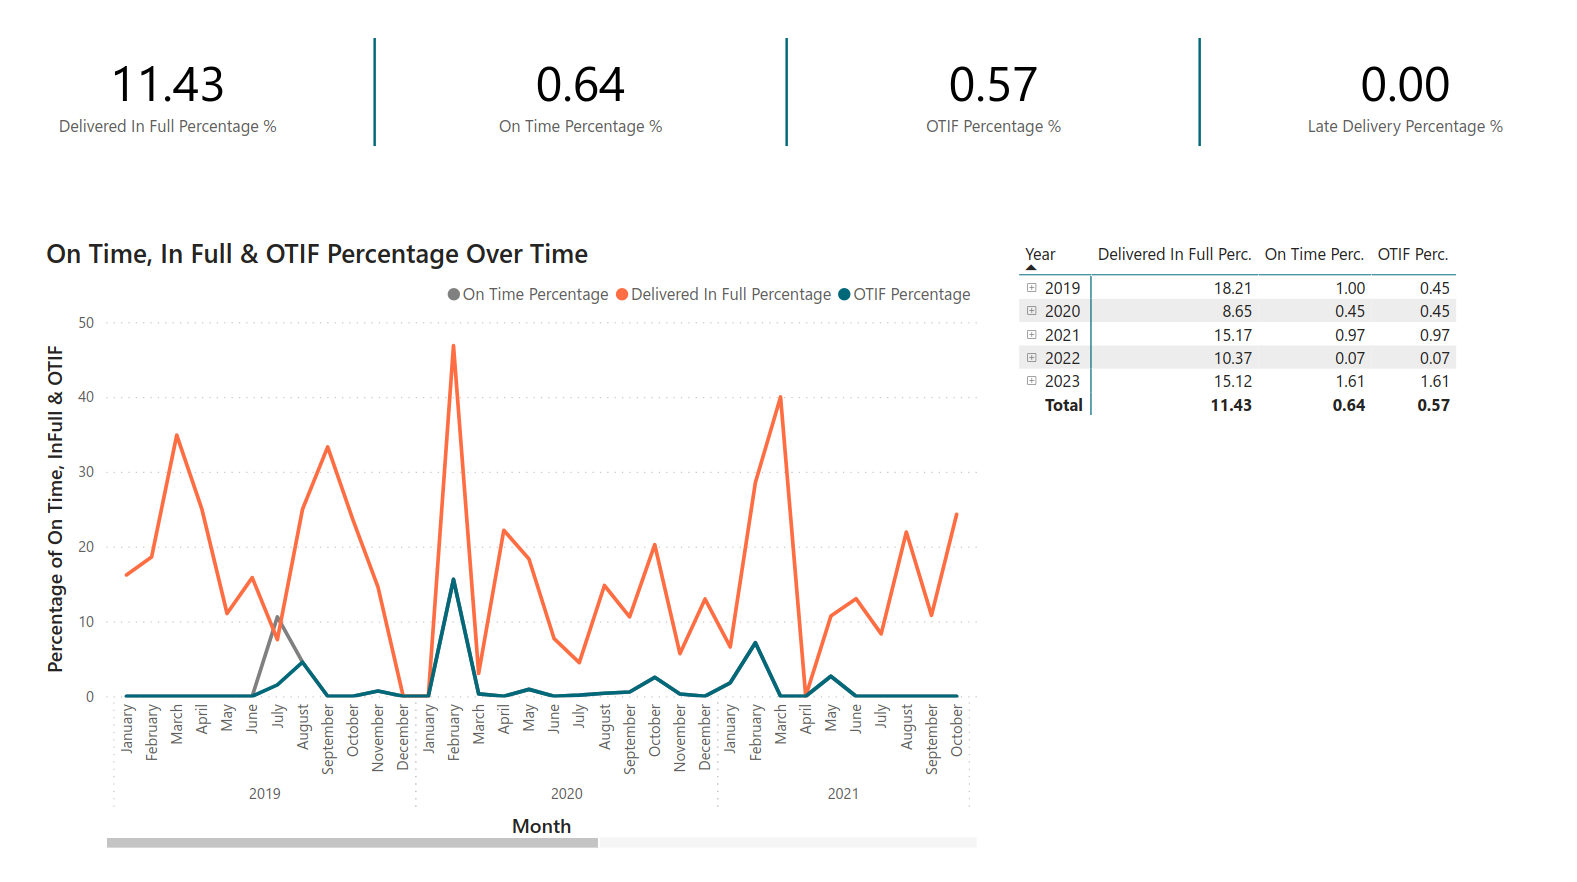 11.43
Delivered In Full Percentage %
0.64
On Time Percentage %
0.57
OTIF Percentage %
0.00
Late Delivery Percentage %
On Time, In Full & OTIF Percentage Over Time
On Time Percentage Delivered In Full Percentage OTIF Percentage
Percentage of On Time, InFull & OTIF
50
40
30
20
10
0
January
February
March
April
May
June
July
August
September
October
November
December
January
February
March
April
May
June
July
August
September
October
November
December
January
February
March
April
May
June
July
August
September
October
2019 2020 2021
Month
Year Delivered In Full Perc. On Time Perc. OTIF Perc.
2019 18.21 1.00 0.45
2020 8.65 0.45 0.45
2021 15.17 0.97 0.97
2022 10.37 0.07 0.07
2023 15.12 1.61 1.61
Total 11.43 0.64 0.57